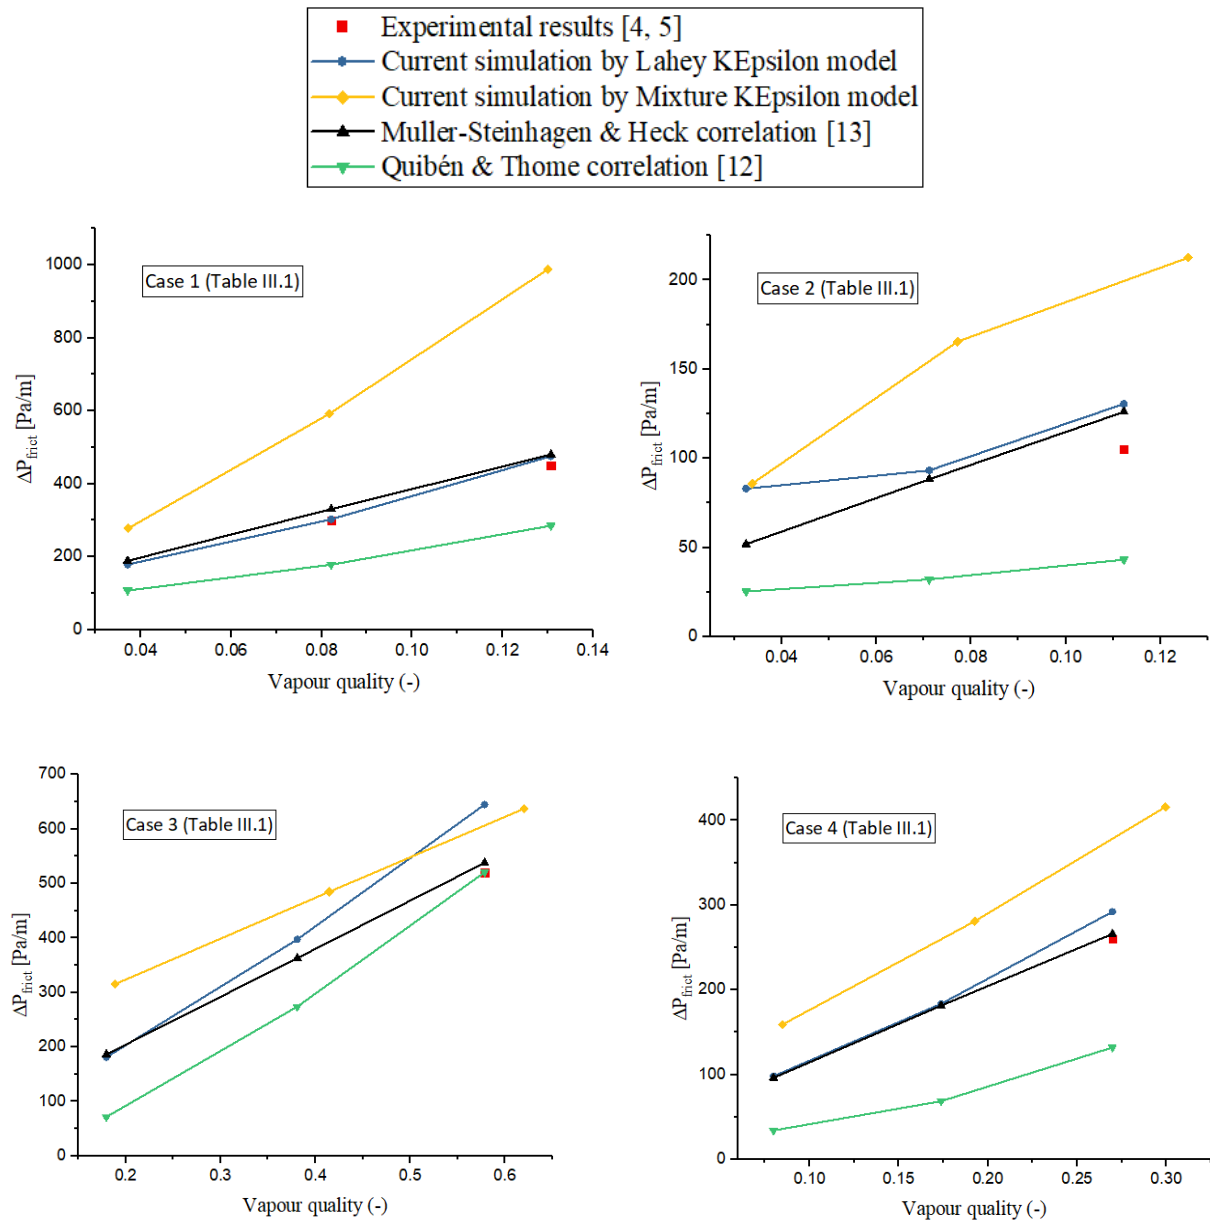 Experimental results [4, 5]
Current simulation by Lahey KEpsilon model
Current simulation by Mixture KEpsilon model
Muller-Steinhagen & Heck correlation [13]
Quibén & Thome correlation [12]
Case 1 (Table III.1)
ΔPfrict [Pa/m]
1000
800
600
400
200
0
0.04 0.06 0.08 0.10 0.12 0.14
Vapour quality (-)
Case 2 (Table III.1)
ΔPfrict [Pa/m]
200
150
100
50
0
0.04 0.06 0.08 0.10 0.12
Vapour quality (-)
Case 3 (Table III.1)
ΔPfrict [Pa/m]
700
600
500
400
300
200
100
0
0.2 0.3 0.4 0.5 0.6
Vapour quality (-)
Case 4 (Table III.1)
ΔPfrict [Pa/m]
400
300
200
100
0
0.10 0.15 0.20 0.25 0.30
Vapour quality (-)